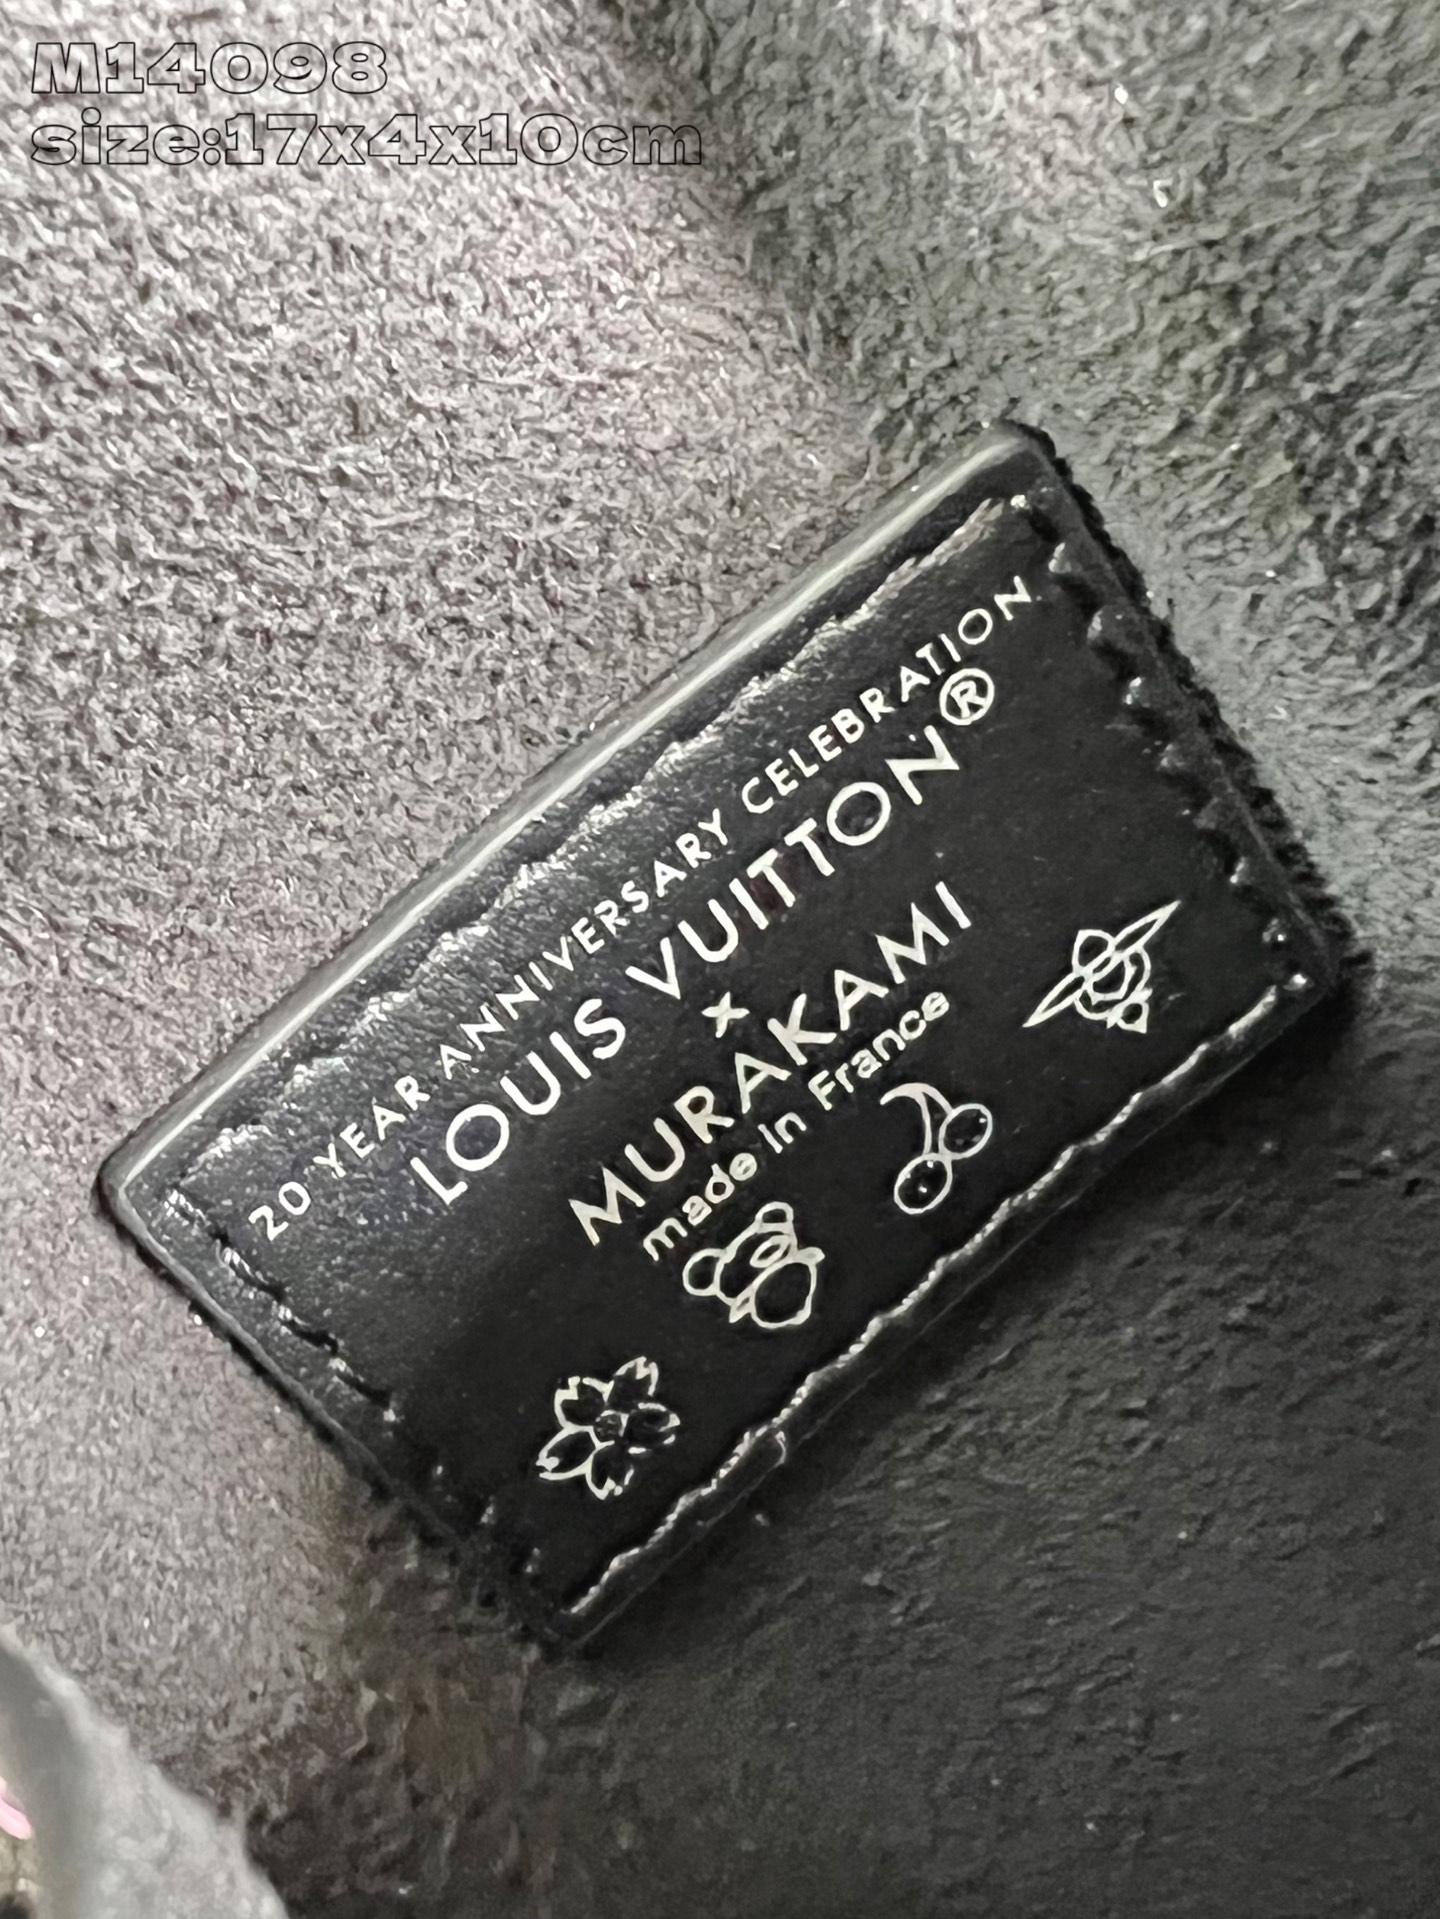 M14098
size:17x4x10cm
20 YEAR ANNIVERSARY CELEBRATION
LOUIS VUITTON®
x
MURAKAMI
made in France